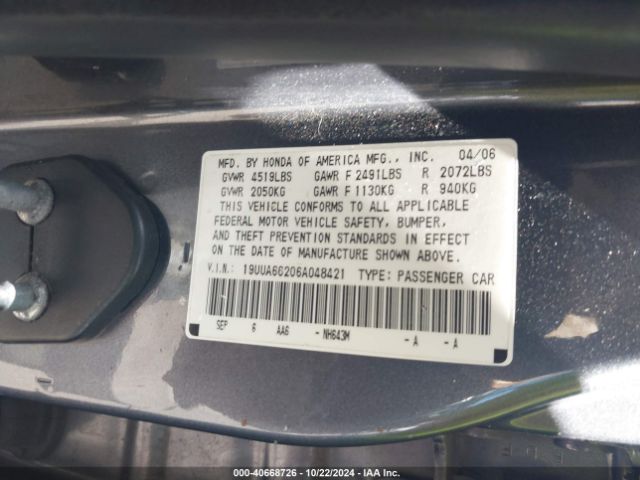 MFD. BY HONDA OF AMERICA MFG., INC. 04/06
GVWR 4519LBS GAWR F 2491LBS R 2072LBS
GVWR 2050KG GAWR F 1130KG R 940KG
THIS VEHICLE CONFORMS TO ALL APPLICABLE
FEDERAL MOTOR VEHICLE SAFETY, BUMPER,
AND THEFT PREVENTION STANDARDS IN EFFECT
ON THE DATE OF MANUFACTURE SHOWN ABOVE.
V.I.N.: 19UUA66206A048421 TYPE: PASSENGER CAR
SEP 6 AA6 -NH643M -A -A
000-40668726 - 10/22/2024 - IAA Inc.